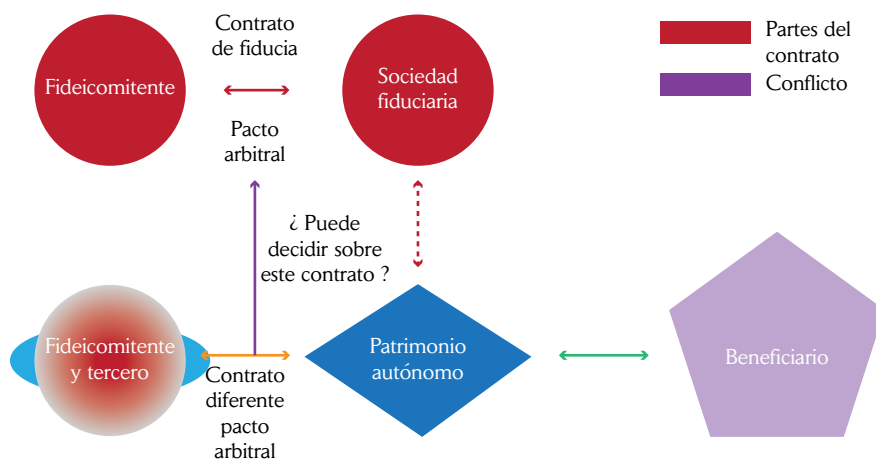 Contrato
de fiducia
Fideicomitente
Sociedad
fiduciaria
Pacto
arbitral
Partes del
contrato
Conflicto
¿ Puede
decidir sobre
este contrato ?
Fideicomitente
y tercero
Contrato
diferente
pacto
arbitral
Patrimonio
autónomo
Beneficiario